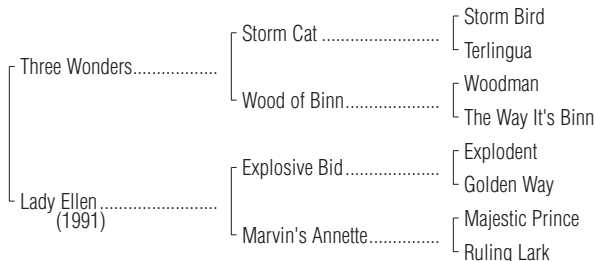 Storm Bird
Storm Cat ........................
Terlingua
Three Wonders.................
Woodman
Wood of Binn...................
The Way It's Binn
Explodent
Explosive Bid...................
Golden Way
Lady Ellen ........................
(1991)
Majestic Prince
Marvin's Annette..............
Ruling Lark